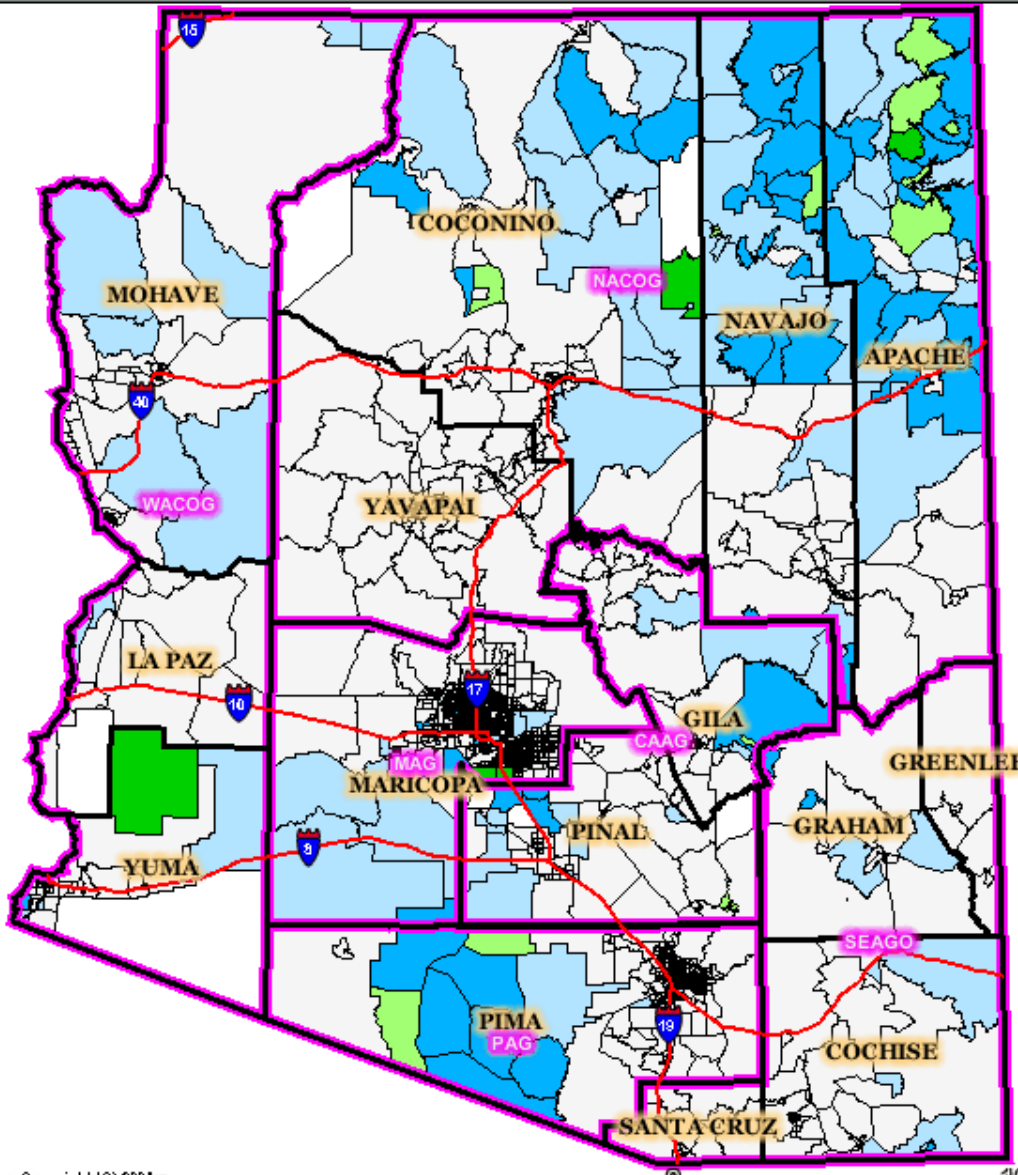 15
COCONINO
NACOG
MOHAVE
NAVAJO
APACHE
40
WACOG
YAVAPAI
LA PAZ
10
17
GILA
CAAG
MAG
MARICOPA
GREENLEE
8
PINAL
GRAHAM
YUMA
SEAGO
PIMA
PAG
19
COCHISE
SANTA CRUZ